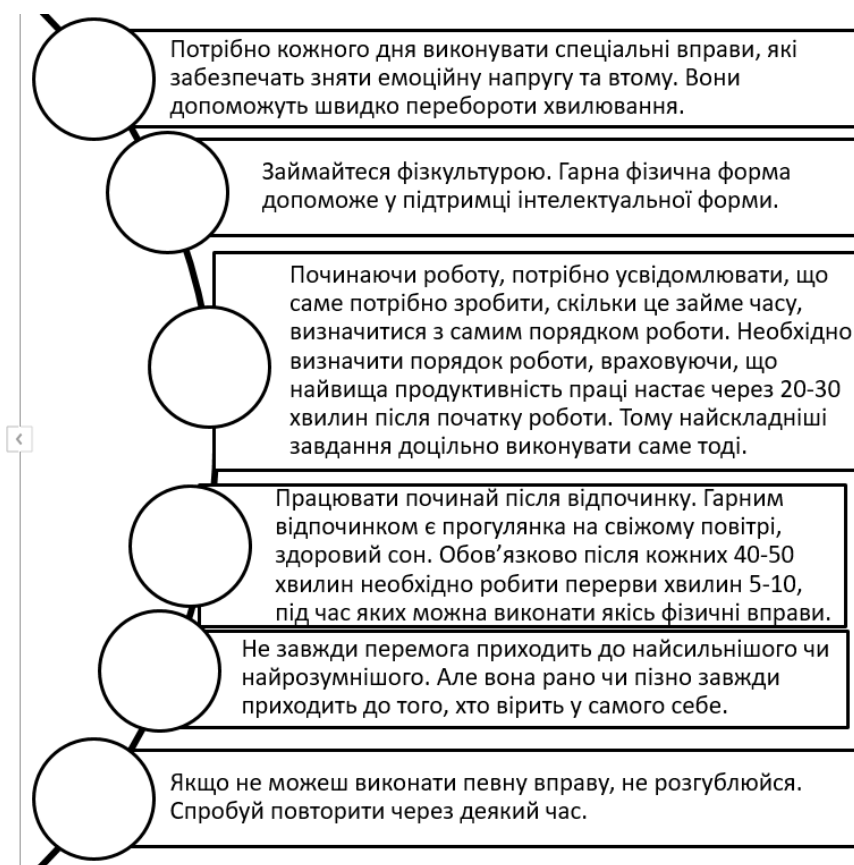 Потрібно кожного дня виконувати спеціальні вправи, які
забезпечать зняти емоційну напругу та втому. Вони
допоможуть швидко перебороти хвилювання.
Займайтеся фізкультурою. Гарна фізична форма
допоможе у підтримці інтелектуальної форми.
Починаючи роботу, потрібно усвідомлювати, що
саме потрібно зробити, скільки це займе часу,
визначитися з самим порядком роботи. Необхідно
визначити порядок роботи, враховуючи, що
найвища продуктивність праці настає через 20-30
хвилин після початку роботи. Тому найскладніші
завдання доцільно виконувати саме тоді.
Працювати починай після відпочинку. Гарним
відпочинком є прогулянка на свіжому повітрі,
здоровий сон. Обов’язково після кожних 40-50
хвилин необхідно робити перерви хвилин 5-10,
під час яких можна виконати якісь фізичні вправи.
Не завжди перемога приходить до найсильнішого чи
найрозумнішого. Але вона рано чи пізно завжди
приходить до того, хто вірить у самого себе.
Якщо не можеш виконати певну вправу, не розгублюйся.
Спробуй повторити через деякий час.